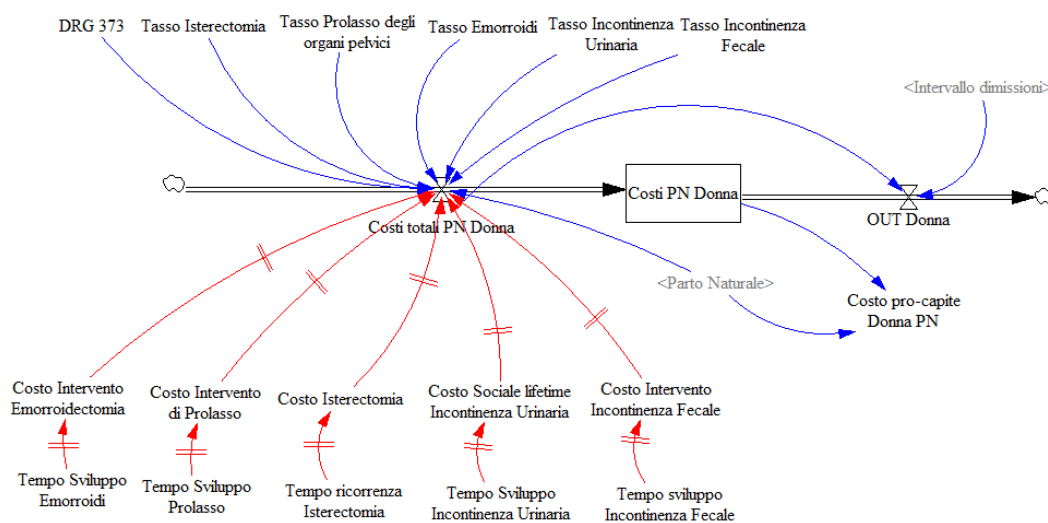 DRG 373
Tasso Isterectomia
Tasso Prolasso degli
organi pelvici
Tasso Emorroidi
Tasso Incontinenza
Urinaria
Tasso Incontinenza
Fecale
<Intervallo dimissioni>
Costi totali PN Donna
Costi PN Donna
OUT Donna
<Parto Naturale>
Costo pro-capite
Donna PN
Costo Intervento
Emorroidectomia
Costo Intervento
di Prolasso
Costo Isterectomia
Costo Sociale lifetime
Incontinenza Urinaria
Costo Intervento
Incontinenza Fecale
Tempo Sviluppo
Emorroidi
Tempo Sviluppo
Prolasso
Tempo ricorrenza
Isterectomia
Tempo Sviluppo
Incontinenza Urinaria
Tempo sviluppo
Incontinenza Fecale